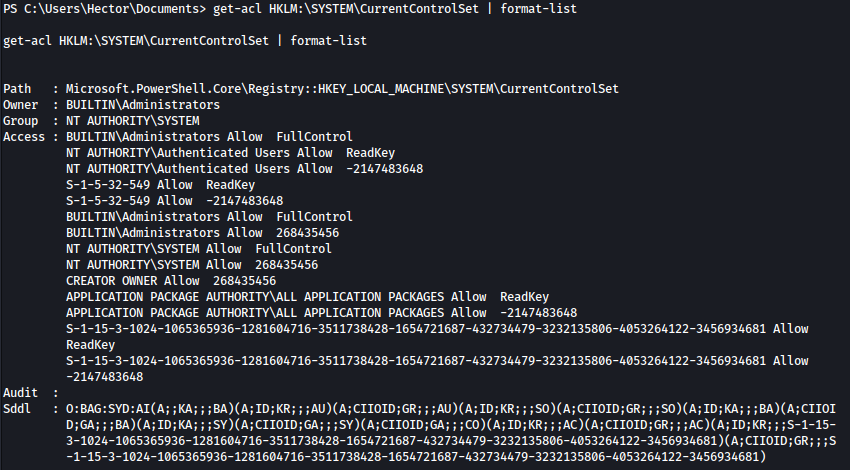 PS C:\Users\Hector\Documents> get-acl HKLM:\SYSTEM\CurrentControlSet | format-list
get-acl HKLM:\SYSTEM\CurrentControlSet | format-list
Path   : Microsoft.PowerShell.Core\Registry::HKEY_LOCAL_MACHINE\SYSTEM\CurrentControlSet
Owner  : BUILTIN\Administrators
Group  : NT AUTHORITY\SYSTEM
Access : BUILTIN\Administrators Allow  FullControl
         NT AUTHORITY\Authenticated Users Allow  ReadKey
         NT AUTHORITY\Authenticated Users Allow  -2147483648
         S-1-5-32-549 Allow  ReadKey
         S-1-5-32-549 Allow  -2147483648
         BUILTIN\Administrators Allow  FullControl
         BUILTIN\Administrators Allow  268435456
         NT AUTHORITY\SYSTEM Allow  FullControl
         NT AUTHORITY\SYSTEM Allow  268435456
         CREATOR OWNER Allow  268435456
         APPLICATION PACKAGE AUTHORITY\ALL APPLICATION PACKAGES Allow  ReadKey
         APPLICATION PACKAGE AUTHORITY\ALL APPLICATION PACKAGES Allow  -2147483648
         S-1-15-3-1024-1065365936-1281604716-3511738428-1654721687-432734479-3232135806-4053264122-3456934681 Allow
         ReadKey
         S-1-15-3-1024-1065365936-1281604716-3511738428-1654721687-432734479-3232135806-4053264122-3456934681 Allow
         -2147483648
Audit  :
Sddl   : O:BAG:SYD:AI(A;;KA;;;BA)(A;ID;KR;;;AU)(A;CIIOID;GR;;;AU)(A;ID;KR;;;SO)(A;CIIOID;GR;;;SO)(A;ID;KA;;;BA)(A;CIIOI
         D;GA;;;BA)(A;ID;KA;;;SY)(A;CIIOID;GA;;;SY)(A;CIIOID;GA;;;CO)(A;ID;KR;;;AC)(A;CIIOID;GR;;;AC)(A;ID;KR;;;S-1-15-
         3-1024-1065365936-1281604716-3511738428-1654721687-432734479-3232135806-4053264122-3456934681)(A;CIIOID;GR;;;S
         -1-15-3-1024-1065365936-1281604716-3511738428-1654721687-432734479-3232135806-4053264122-3456934681)